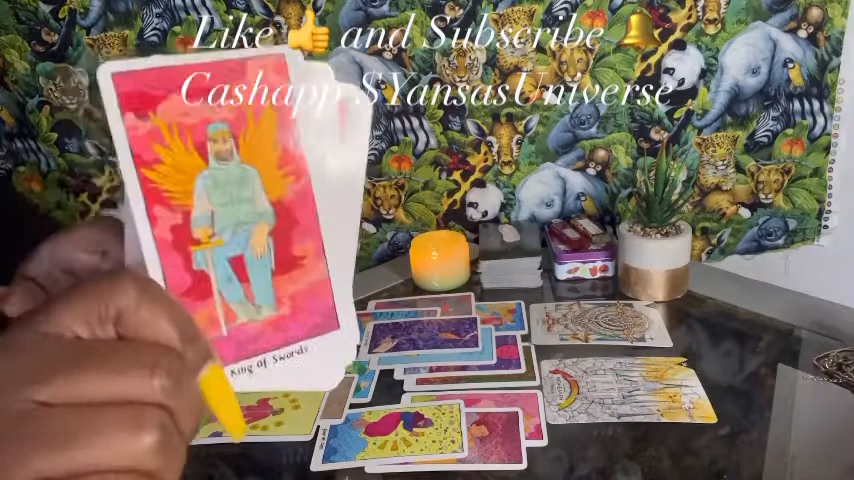 Like 👍 and Subscribe 🔔
Cashapp $YansasUniverse
King of Swords